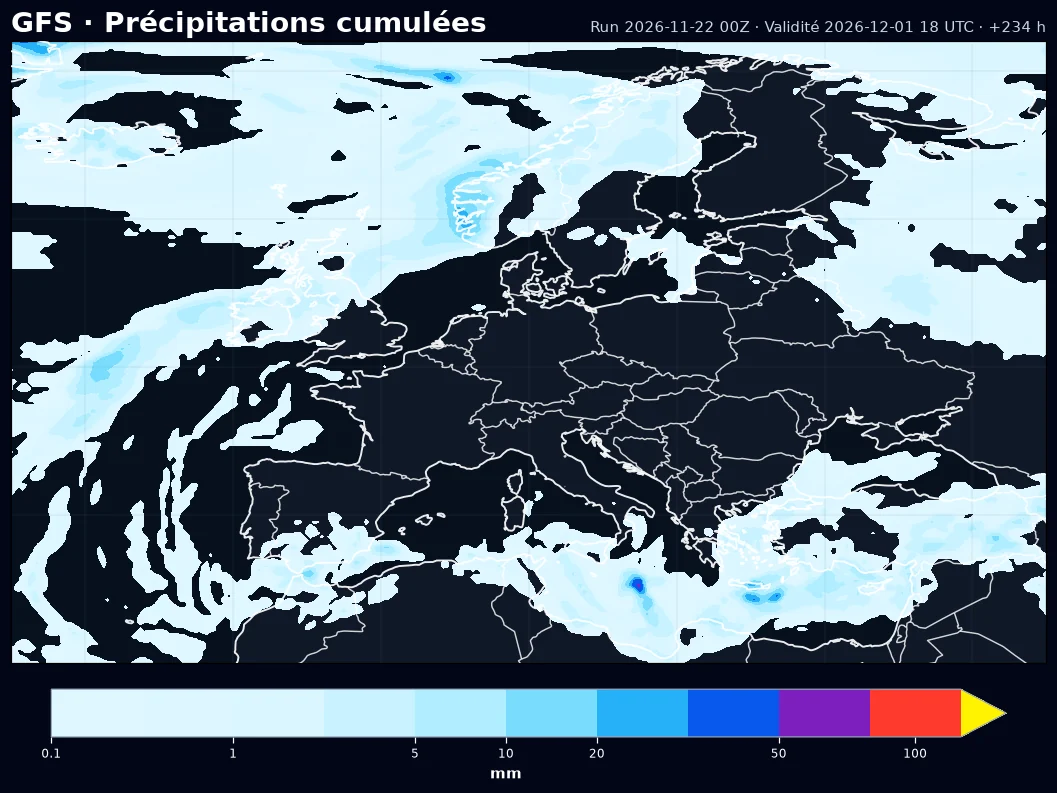 GFS · Précipitations cumulées
Run 2026-11-22 00Z · Validité 2026-12-01 18 UTC · +234 h
0.1 1 5 10 20 50 100
mm